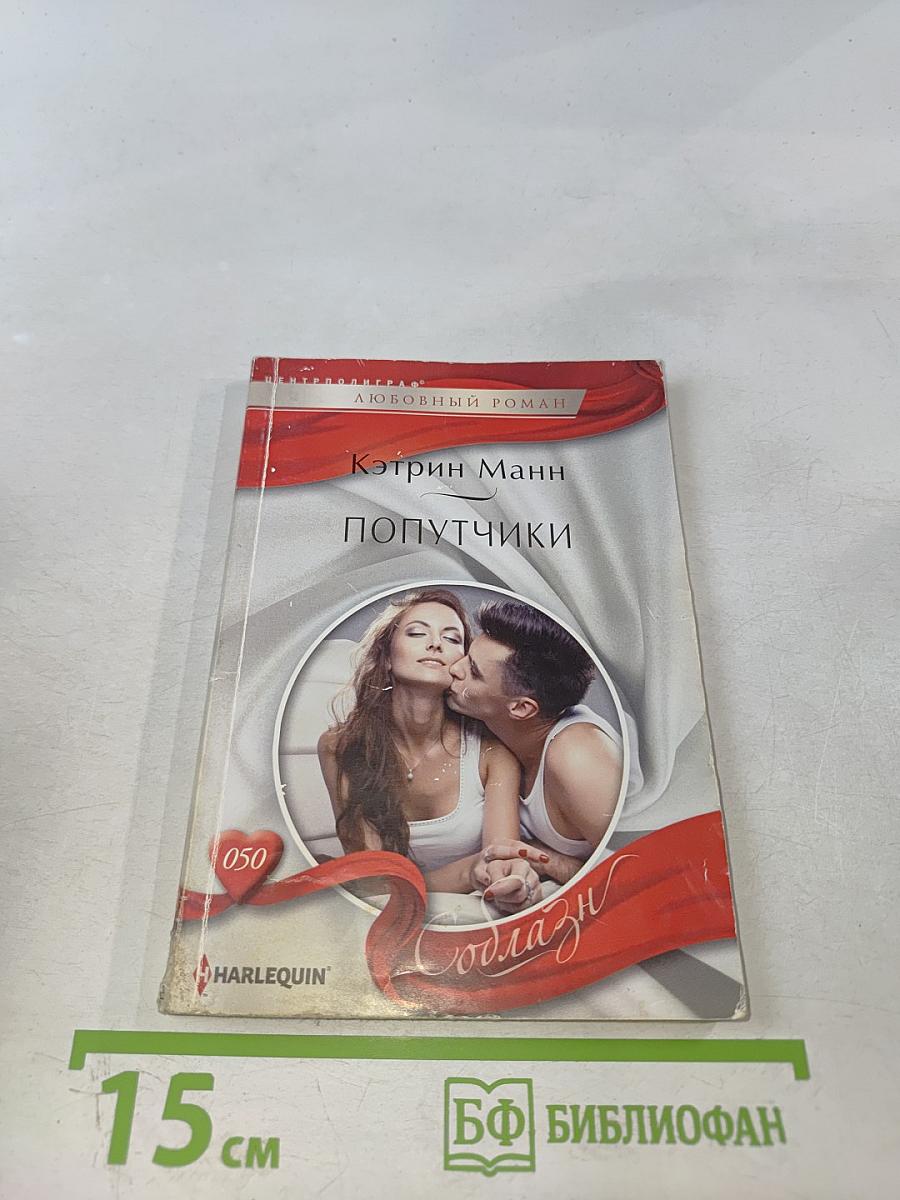 ЦЕНТРПОЛИГРАФ®
ЛЮБОВНЫЙ РОМАН
Кэтрин Манн
ПОПУТЧИКИ
050
Соблазн
HARLEQUIN®
15 см
БФ БИБЛИОФАН